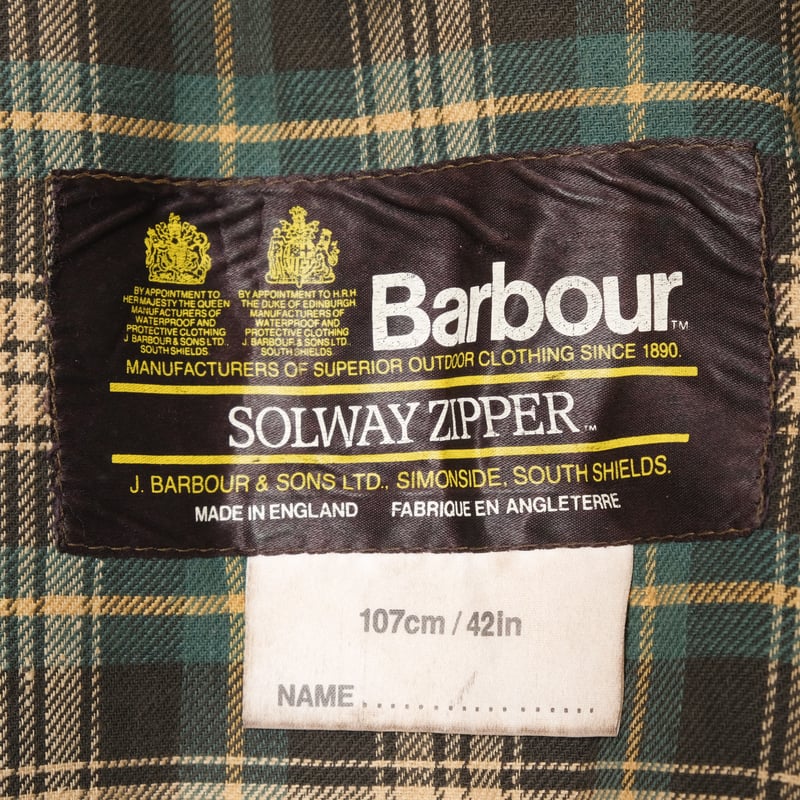 BY APPOINTMENT TO
HER MAJESTY THE QUEEN
MANUFACTURERS OF
WATERPROOF AND
PROTECTIVE CLOTHING
J. BARBOUR & SONS LTD.,
SOUTH SHIELDS.
BY APPOINTMENT TO H.R.H.
THE DUKE OF EDINBURGH
MANUFACTURERS OF
WATERPROOF AND
PROTECTIVE CLOTHING
J. BARBOUR & SONS LTD.,
SOUTH SHIELDS.
Barbour™
MANUFACTURERS OF SUPERIOR OUTDOOR CLOTHING SINCE 1890.
SOLWAY ZIPPER™
J. BARBOUR & SONS LTD., SIMONSIDE, SOUTH SHIELDS.
MADE IN ENGLAND FABRIQUE EN ANGLETERRE
107cm / 42in
NAME ..........................